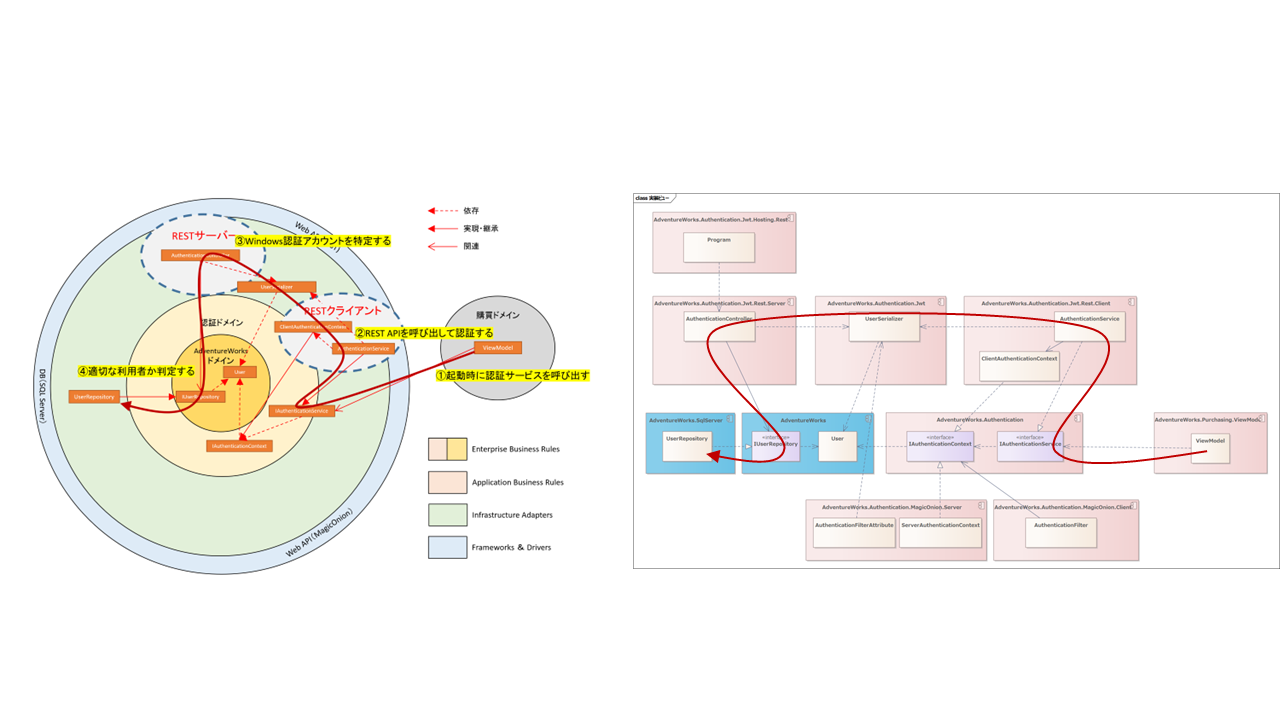 RESTサーバー
③Windows認証アカウントを特定する
UserSerializer
RESTクライアント
ClientAuthenticationContext
②REST APIを呼び出して認証する
AuthenticationService
認証ドメイン
AdventureWorks
ドメイン
User
④適切な利用者か判定する
UserRepository
IUserRepository
IAuthenticationService
IAuthenticationContext
DB(SQL Server)
Web API(MagicOnion)
購買ドメイン
ViewModel
①起動時に認証サービスを呼び出す
依存
実現・継承
関連
Enterprise Business Rules
Application Business Rules
Infrastructure Adapters
Frameworks & Drivers
class 実装ビュー
AdventureWorks.Authentication.Jwt.Hosting.Rest
Program
AdventureWorks.Authentication.Jwt.Rest.Server
AuthenticationController
AdventureWorks.Authentication.Jwt
UserSerializer
AdventureWorks.Authentication.Jwt.Rest.Client
AuthenticationService
ClientAuthenticationContext
AdventureWorks.SqlServer
UserRepository
AdventureWorks
«interface»
IUserRepository
User
AdventureWorks.Authentication
«interface»
IAuthenticationContext
«interface»
IAuthenticationService
AdventureWorks.Purchasing.ViewModel
ViewModel
AdventureWorks.Authentication.MagicOnion.Server
AuthenticationFilterAttribute
ServerAuthenticationContext
AdventureWorks.Authentication.MagicOnion.Client
AuthenticationFilter